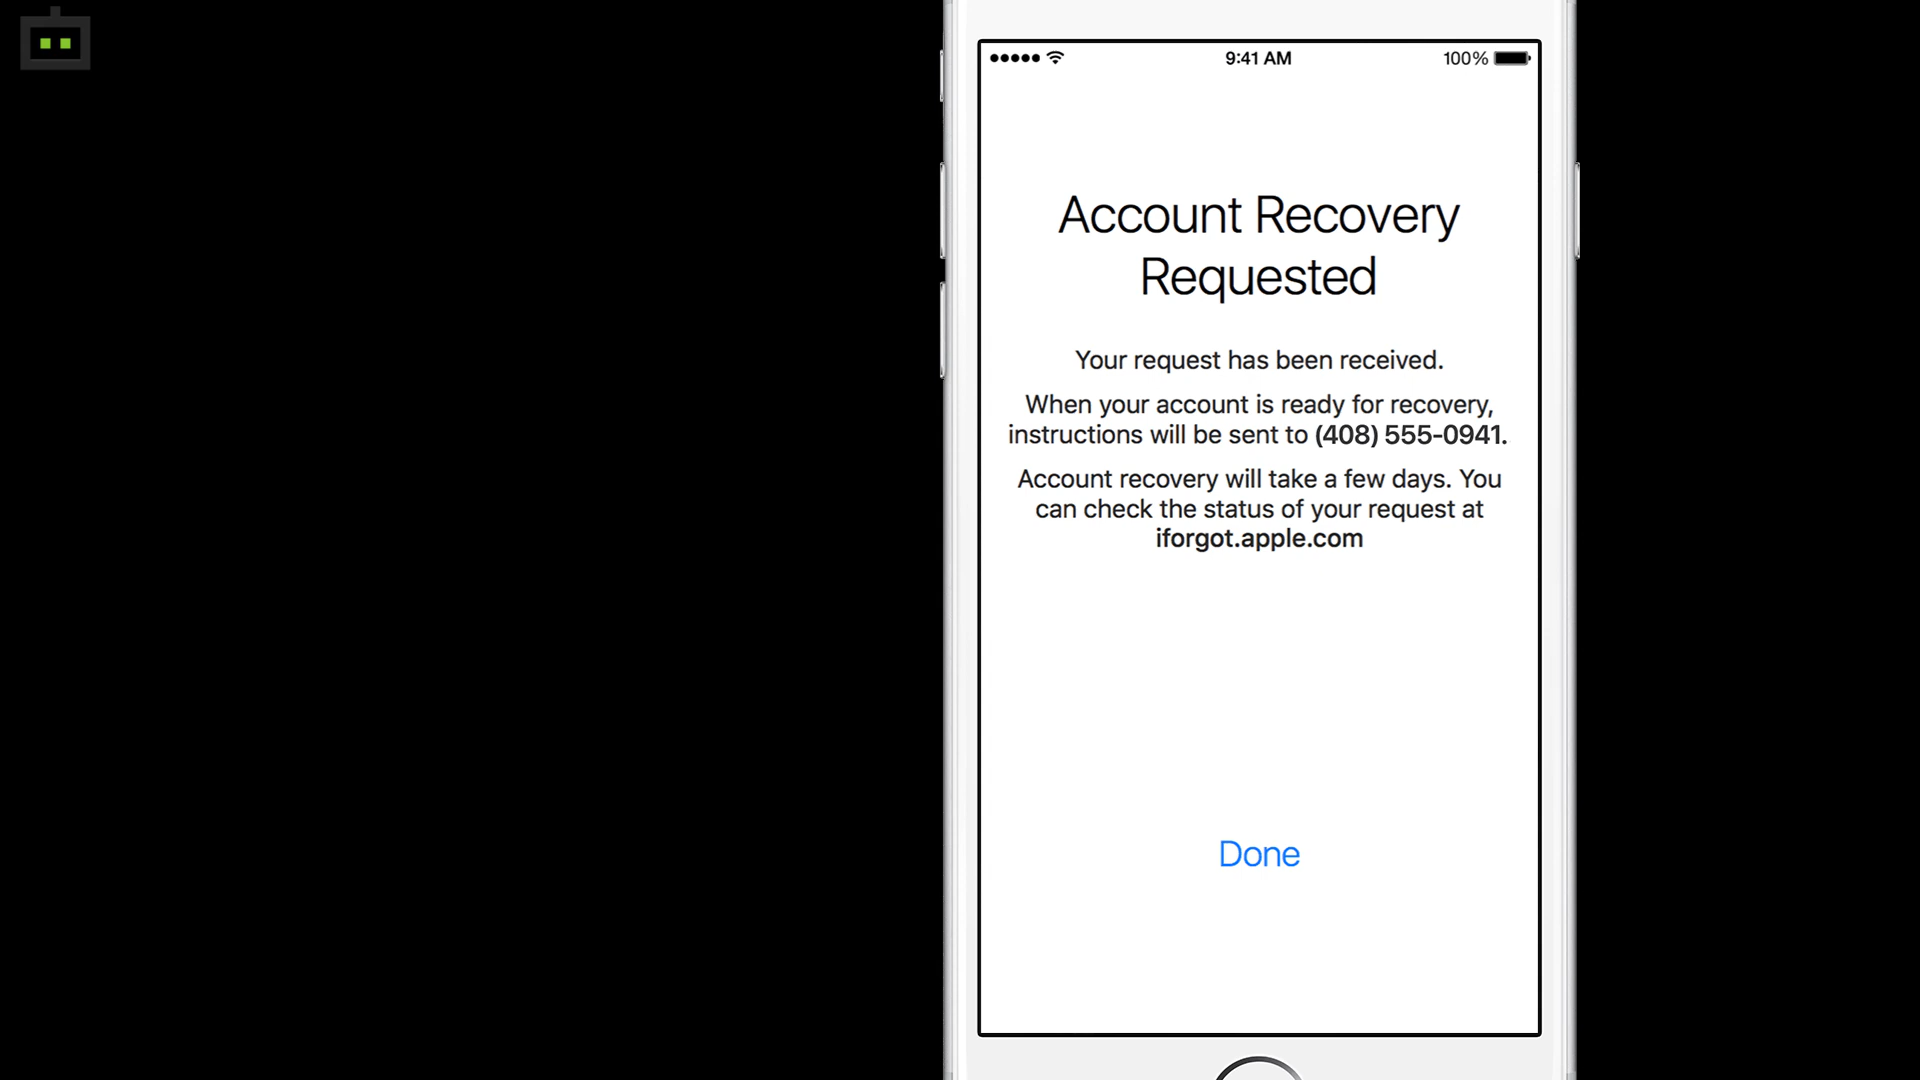 9:41 AM
100%
Account Recovery
Requested
Your request has been received.
When your account is ready for recovery,
instructions will be sent to (408) 555-0941.
Account recovery will take a few days. You
can check the status of your request at
iforgot.apple.com
Done